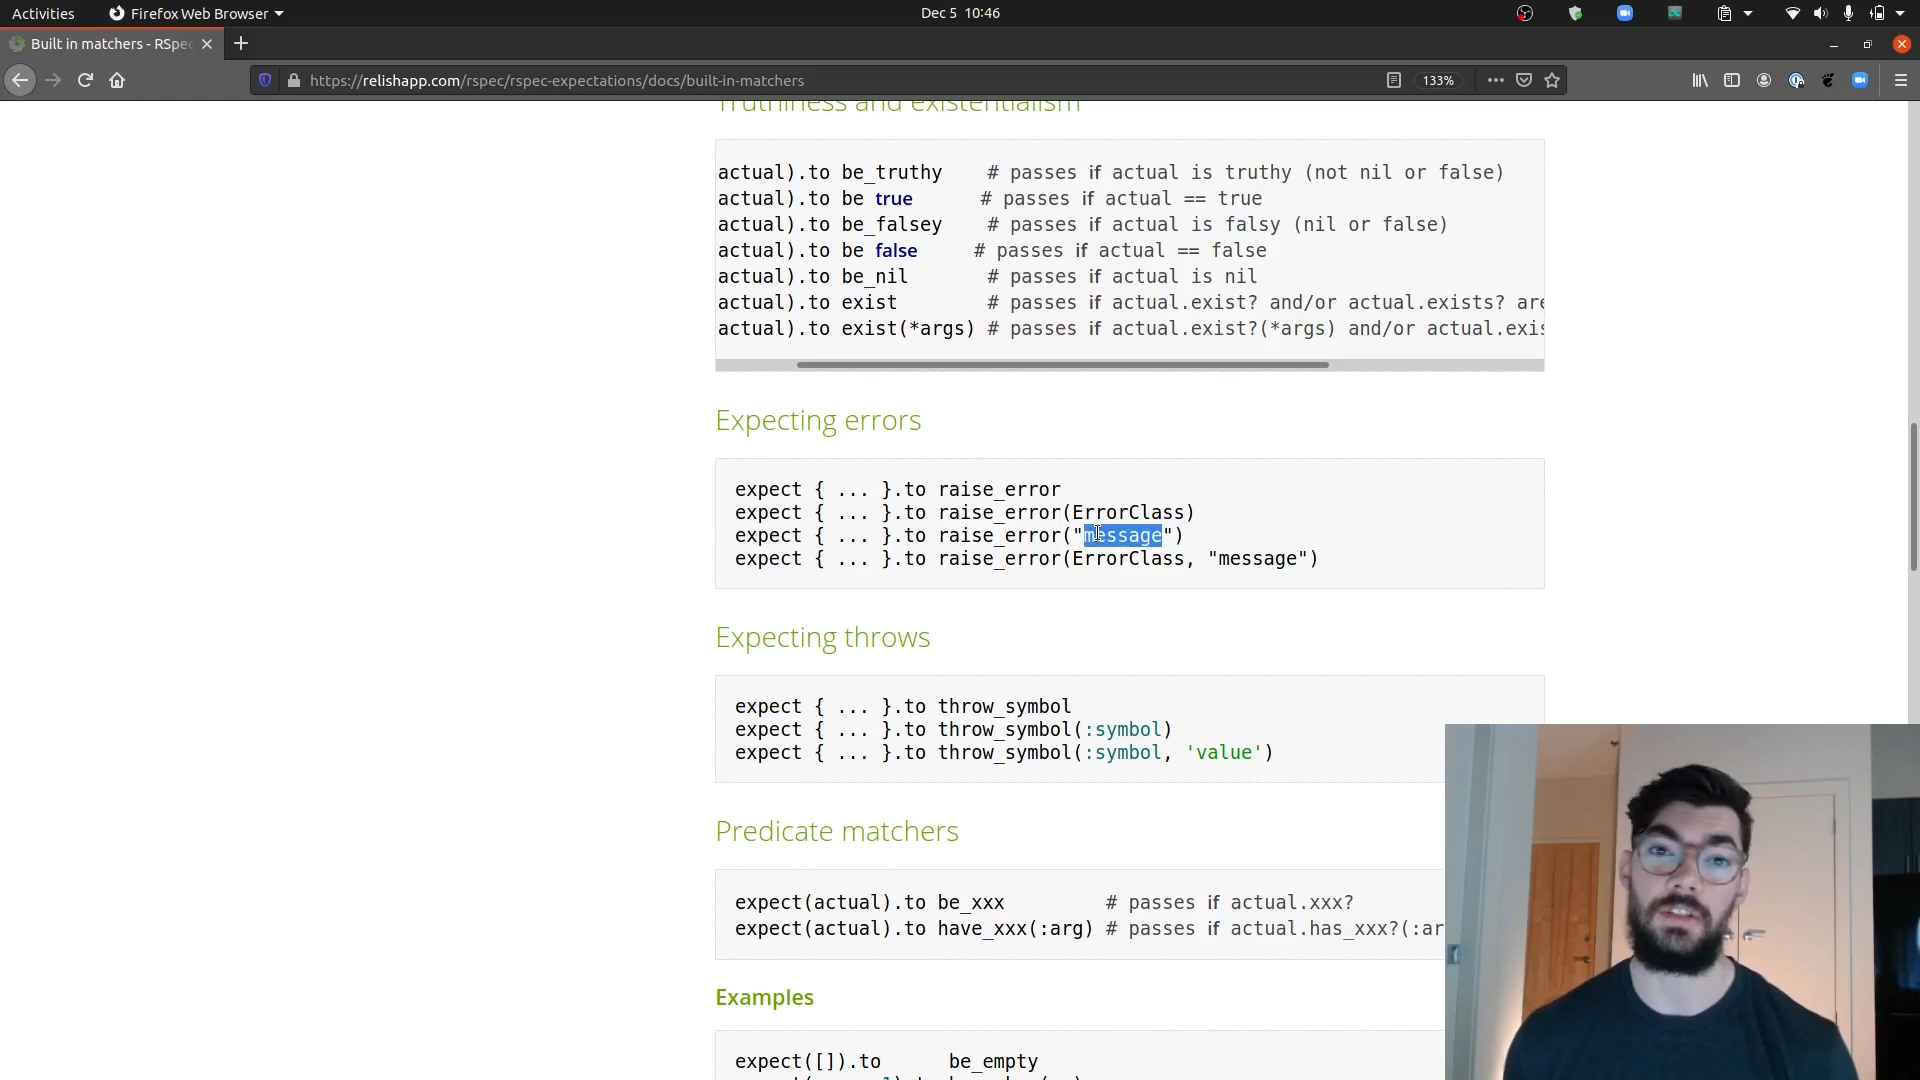 Activities
Firefox Web Browser
Dec 5 10:46
Built in matchers - RSpec
https://relishapp.com/rspec/rspec-expectations/docs/built-in-matchers
133%
Truthiness and existentialism
actual).to be_truthy # passes if actual is truthy (not nil or false)
actual).to be true # passes if actual == true
actual).to be_falsey # passes if actual is falsy (nil or false)
actual).to be false # passes if actual == false
actual).to be_nil # passes if actual is nil
actual).to exist # passes if actual.exist? and/or actual.exists? are
actual).to exist(*args) # passes if actual.exist?(*args) and/or actual.exis
Expecting errors
expect { ... }.to raise_error
expect { ... }.to raise_error(ErrorClass)
expect { ... }.to raise_error("message")
expect { ... }.to raise_error(ErrorClass, "message")
Expecting throws
expect { ... }.to throw_symbol
expect { ... }.to throw_symbol(:symbol)
expect { ... }.to throw_symbol(:symbol, 'value')
Predicate matchers
expect(actual).to be_xxx # passes if actual.xxx?
expect(actual).to have_xxx(:arg) # passes if actual.has_xxx?(:ar
Examples
expect([]).to be_empty